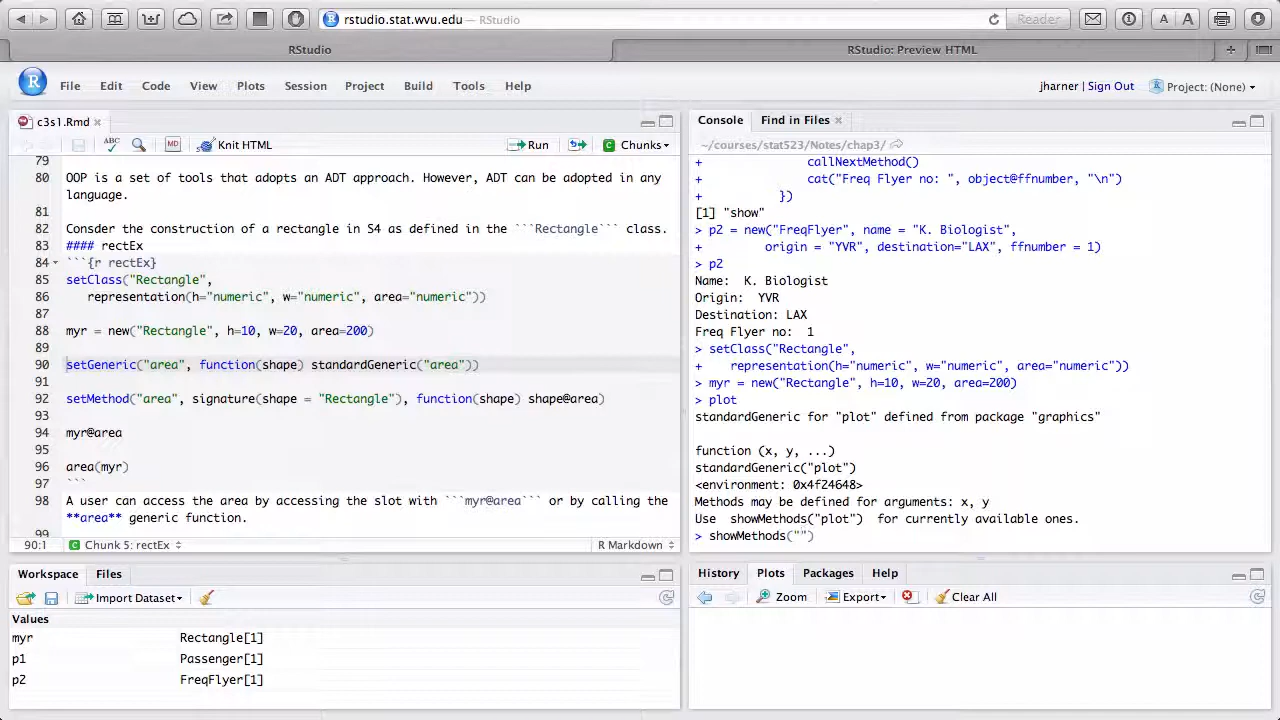 rstudio.stat.wvu.edu — RStudio
Reader
A A
RStudio
RStudio: Preview HTML
+
R File Edit Code View Plots Session Project Build Tools Help
jharner | Sign Out
Project: (None)
c3s1.Rmd
ABC MD Knit HTML Run Chunks
79
80 OOP is a set of tools that adopts an ADT approach. However, ADT can be adopted in any
language.
81
82 Consder the construction of a rectangle in S4 as defined in the ```Rectangle``` class.
83 #### rectEx
84 ```{r rectEx}
85 setClass("Rectangle",
86 representation(h="numeric", w="numeric", area="numeric"))
87
88 myr = new("Rectangle", h=10, w=20, area=200)
89
90 setGeneric("area", function(shape) standardGeneric("area"))
91
92 setMethod("area", signature(shape = "Rectangle"), function(shape) shape@area)
93
94 myr@area
95
96 area(myr)
97 ```
98 A user can access the area by accessing the slot with ```myr@area``` or by calling the
**area** generic function.
99
90:1 C Chunk 5: rectEx
R Markdown
Console Find in Files
~/courses/stat523/Notes/chap3/
+ callNextMethod()
+ cat("Freq Flyer no: ", object@ffnumber, "\n")
+ })
[1] "show"
> p2 = new("FreqFlyer", name = "K. Biologist",
+ origin = "YVR", destination="LAX", ffnumber = 1)
> p2
Name: K. Biologist
Origin: YVR
Destination: LAX
Freq Flyer no: 1
> setClass("Rectangle",
+ representation(h="numeric", w="numeric", area="numeric"))
> myr = new("Rectangle", h=10, w=20, area=200)
> plot
standardGeneric for "plot" defined from package "graphics"
function (x, y, ...)
standardGeneric("plot")
<environment: 0x4f24648>
Methods may be defined for arguments: x, y
Use showMethods("plot") for currently available ones.
> showMethods("")
Workspace Files
Import Dataset
Values
myr Rectangle[1]
p1 Passenger[1]
p2 FreqFlyer[1]
History Plots Packages Help
Zoom Export Clear All